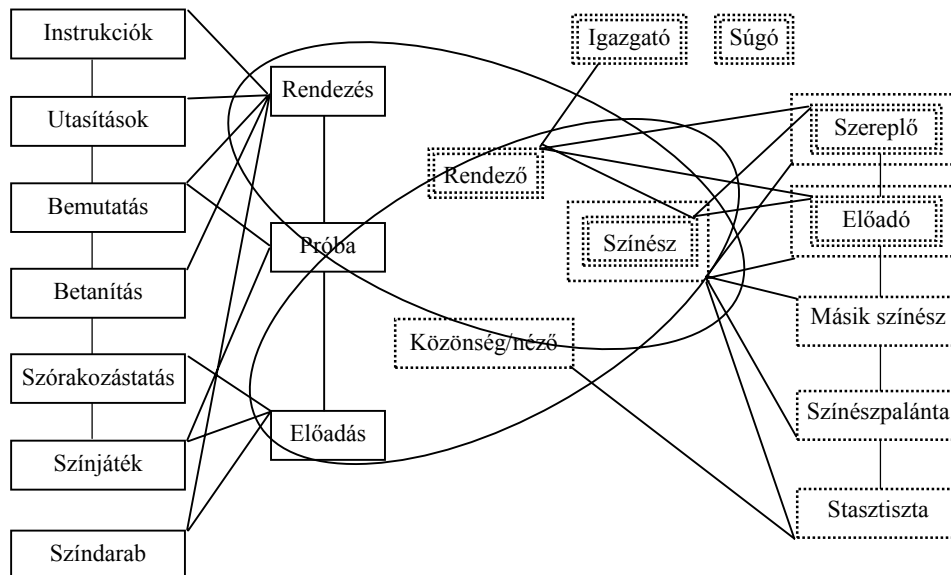 Instrukciók
Utasítások
Bemutatás
Betanítás
Szórakozástatás
Színjáték
Színdarab
Rendezés
Próba
Előadás
Igazgató
Súgó
Rendező
Színész
Közönség/néző
Szereplő
Előadó
Másik színész
Színészpalánta
Stasztiszta